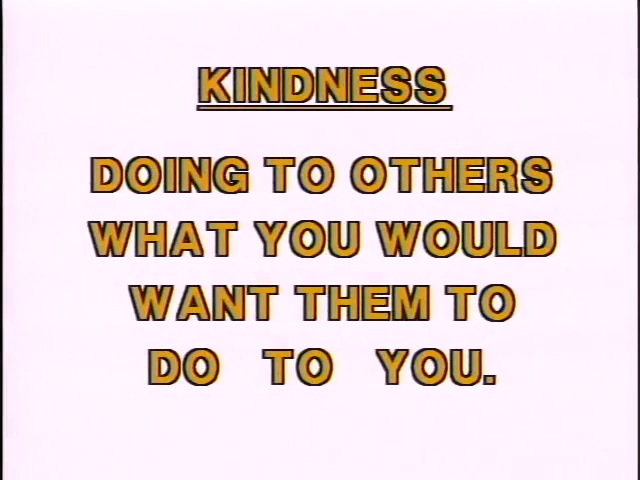 KINDNESS
DOING TO OTHERS
WHAT YOU WOULD
WANT THEM TO
DO TO YOU.